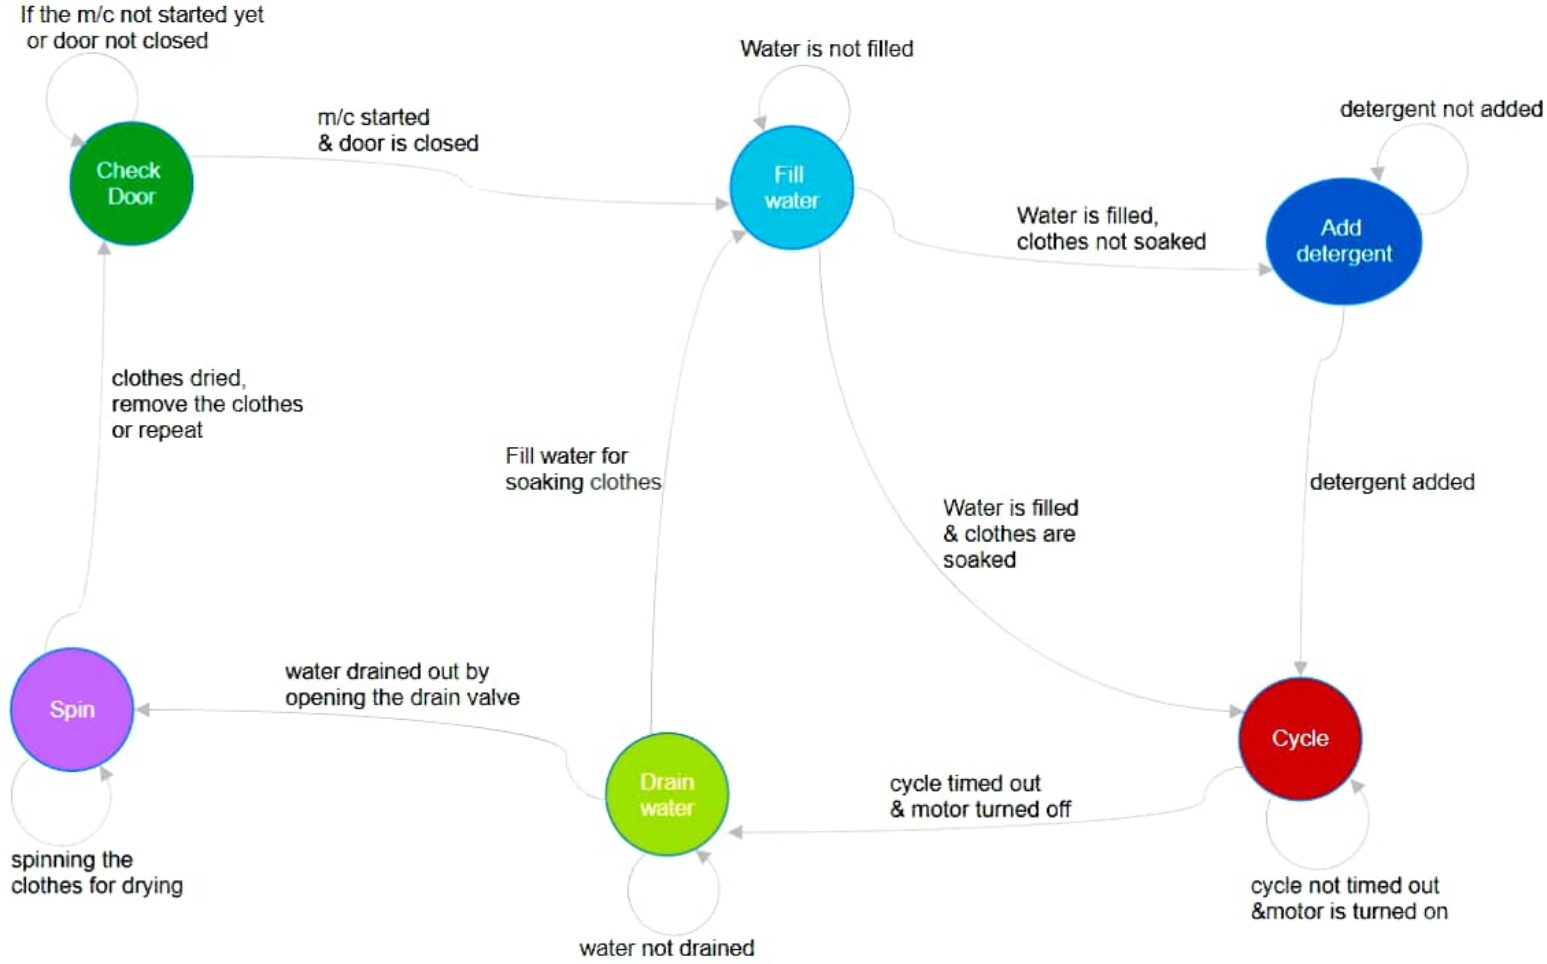 If the m/c not started yet
or door not closed
Check
Door
m/c started
& door is closed
Water is not filled
Fill
water
detergent not added
Water is filled,
clothes not soaked
Add
detergent
clothes dried,
remove the clothes
or repeat
Fill water for
soaking clothes
Water is filled
& clothes are
soaked
detergent added
Spin
water drained out by
opening the drain valve
Drain
water
cycle timed out
& motor turned off
Cycle
spinning the
clothes for drying
water not drained
cycle not timed out
&motor is turned on